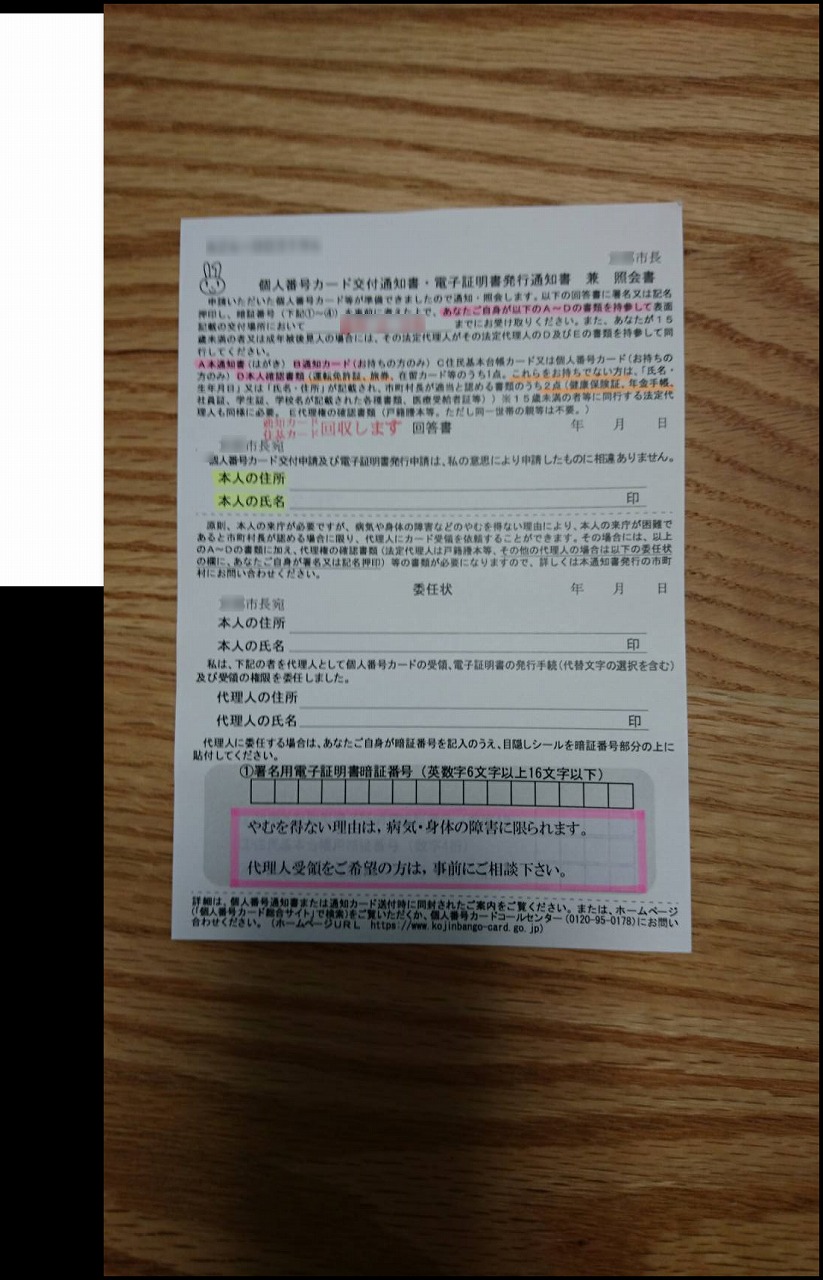 市長
個人番号カード交付通知書・電子証明書発行通知書 兼 照会書
申請いただいた個人番号カード等が準備できましたので通知・照会します。以下の回答書に署名又は記名
押印し、暗証番号（下記①～④）を事前に考えた上で、あなたご自身が以下のA～Dの書類を持参して表面
記載の交付場所において までにお受け取りください。また、あなたが15
歳未満の者又は成年被後見人の場合には、その法定代理人がその法定代理人のD及びEの書類を持参して同
行してください。
A本通知書（はがき） B通知カード（お持ちの方のみ） C住民基本台帳カード又は個人番号カード（お持ちの
方のみ） D本人確認書類（運転免許証、旅券、在留カード等のうち1点。これらをお持ちでない方は、「氏名・
生年月日」又は「氏名・住所」が記載され、市町村長が適当と認める書類のうち2点（健康保険証、年金手帳、
社員証、学生証、学校名が記載された各種書類、医療受給者証等）） ※15歳未満の者等に同行する法定代
理人も同様に必要。 E代理権の確認書類（戸籍謄本等。ただし同一世帯の親等は不要。）
通知カード
住基カード 回収します 回答書 年 月 日
市長宛
個人番号カード交付申請及び電子証明書発行申請は、私の意思により申請したものに相違ありません。
本人の住所
本人の氏名 印
原則、本人の来庁が必要ですが、病気や身体の障害などのやむを得ない理由により、本人の来庁が困難で
あると市町村長が認める場合に限り、代理人にカード受領を依頼することができます。その場合には、以上
のA～Dの書類に加え、代理権の確認書類（法定代理人は戸籍謄本等、その他の代理人の場合は以下の委任状
の欄に、あなたご自身が署名又は記名押印）等の書類が必要になりますので、詳しくは本通知書発行の市町
村にお問い合わせください。
委任状 年 月 日
市長宛
本人の住所
本人の氏名 印
私は、下記の者を代理人として個人番号カードの受領、電子証明書の発行手続（代替文字の選択を含む）
及び受領の権限を委任しました。
代理人の住所
代理人の氏名 印
代理人に委任する場合は、あなたご自身が暗証番号を記入のうえ、目隠しシールを暗証番号部分の上に
貼付してください。
①署名用電子証明書暗証番号（英数字6文字以上16文字以下）
やむを得ない理由は，病気・身体の障害に限られます。
代理人受領をご希望の方は，事前にご相談下さい。
詳細は、個人番号通知書または通知カード送付時に同封されたご案内をご覧ください。または、ホームページ
（「個人番号カード総合サイト」で検索）をご覧いただくか、個人番号カードコールセンター（0120-95-0178）にお問い
合わせください。（ホームページURL https://www.kojinbango-card.go.jp）